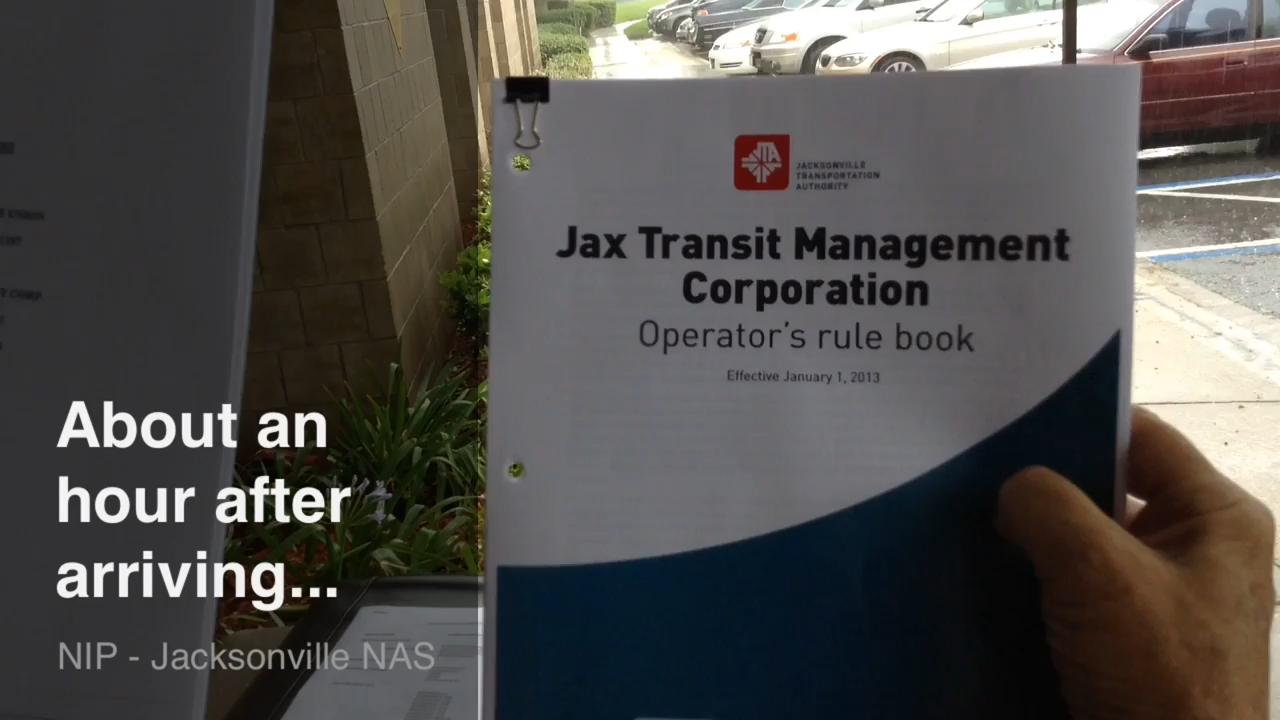 JTA
JACKSONVILLE
TRANSPORTATION
AUTHORITY
Jax Transit Management
Corporation
Operator's rule book
Effective January 1, 2013
About an
hour after
arriving...
NIP - Jacksonville NAS